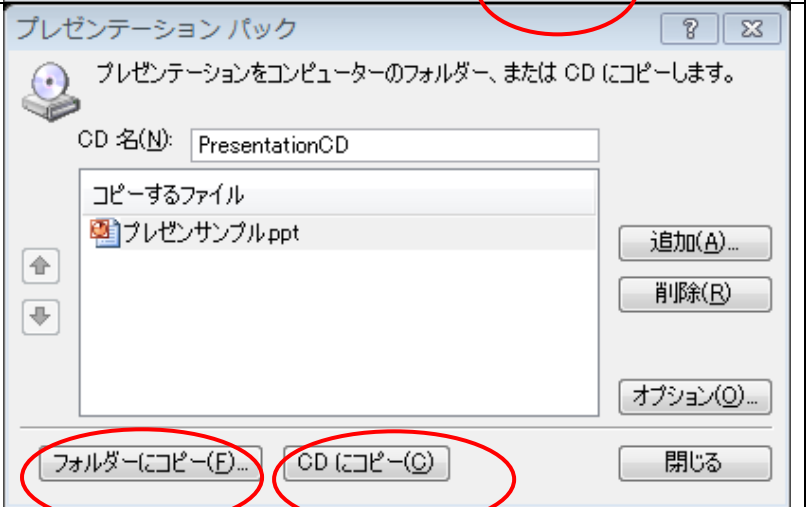 プレゼンテーション パック
プレゼンテーションをコンピューターのフォルダー、または CD にコピーします。
CD 名(N): PresentationCD
コピーするファイル
プレゼンサンプル.ppt
追加(A)...
削除(R)
オプション(O)...
フォルダーにコピー(F)... CD にコピー(C) 閉じる